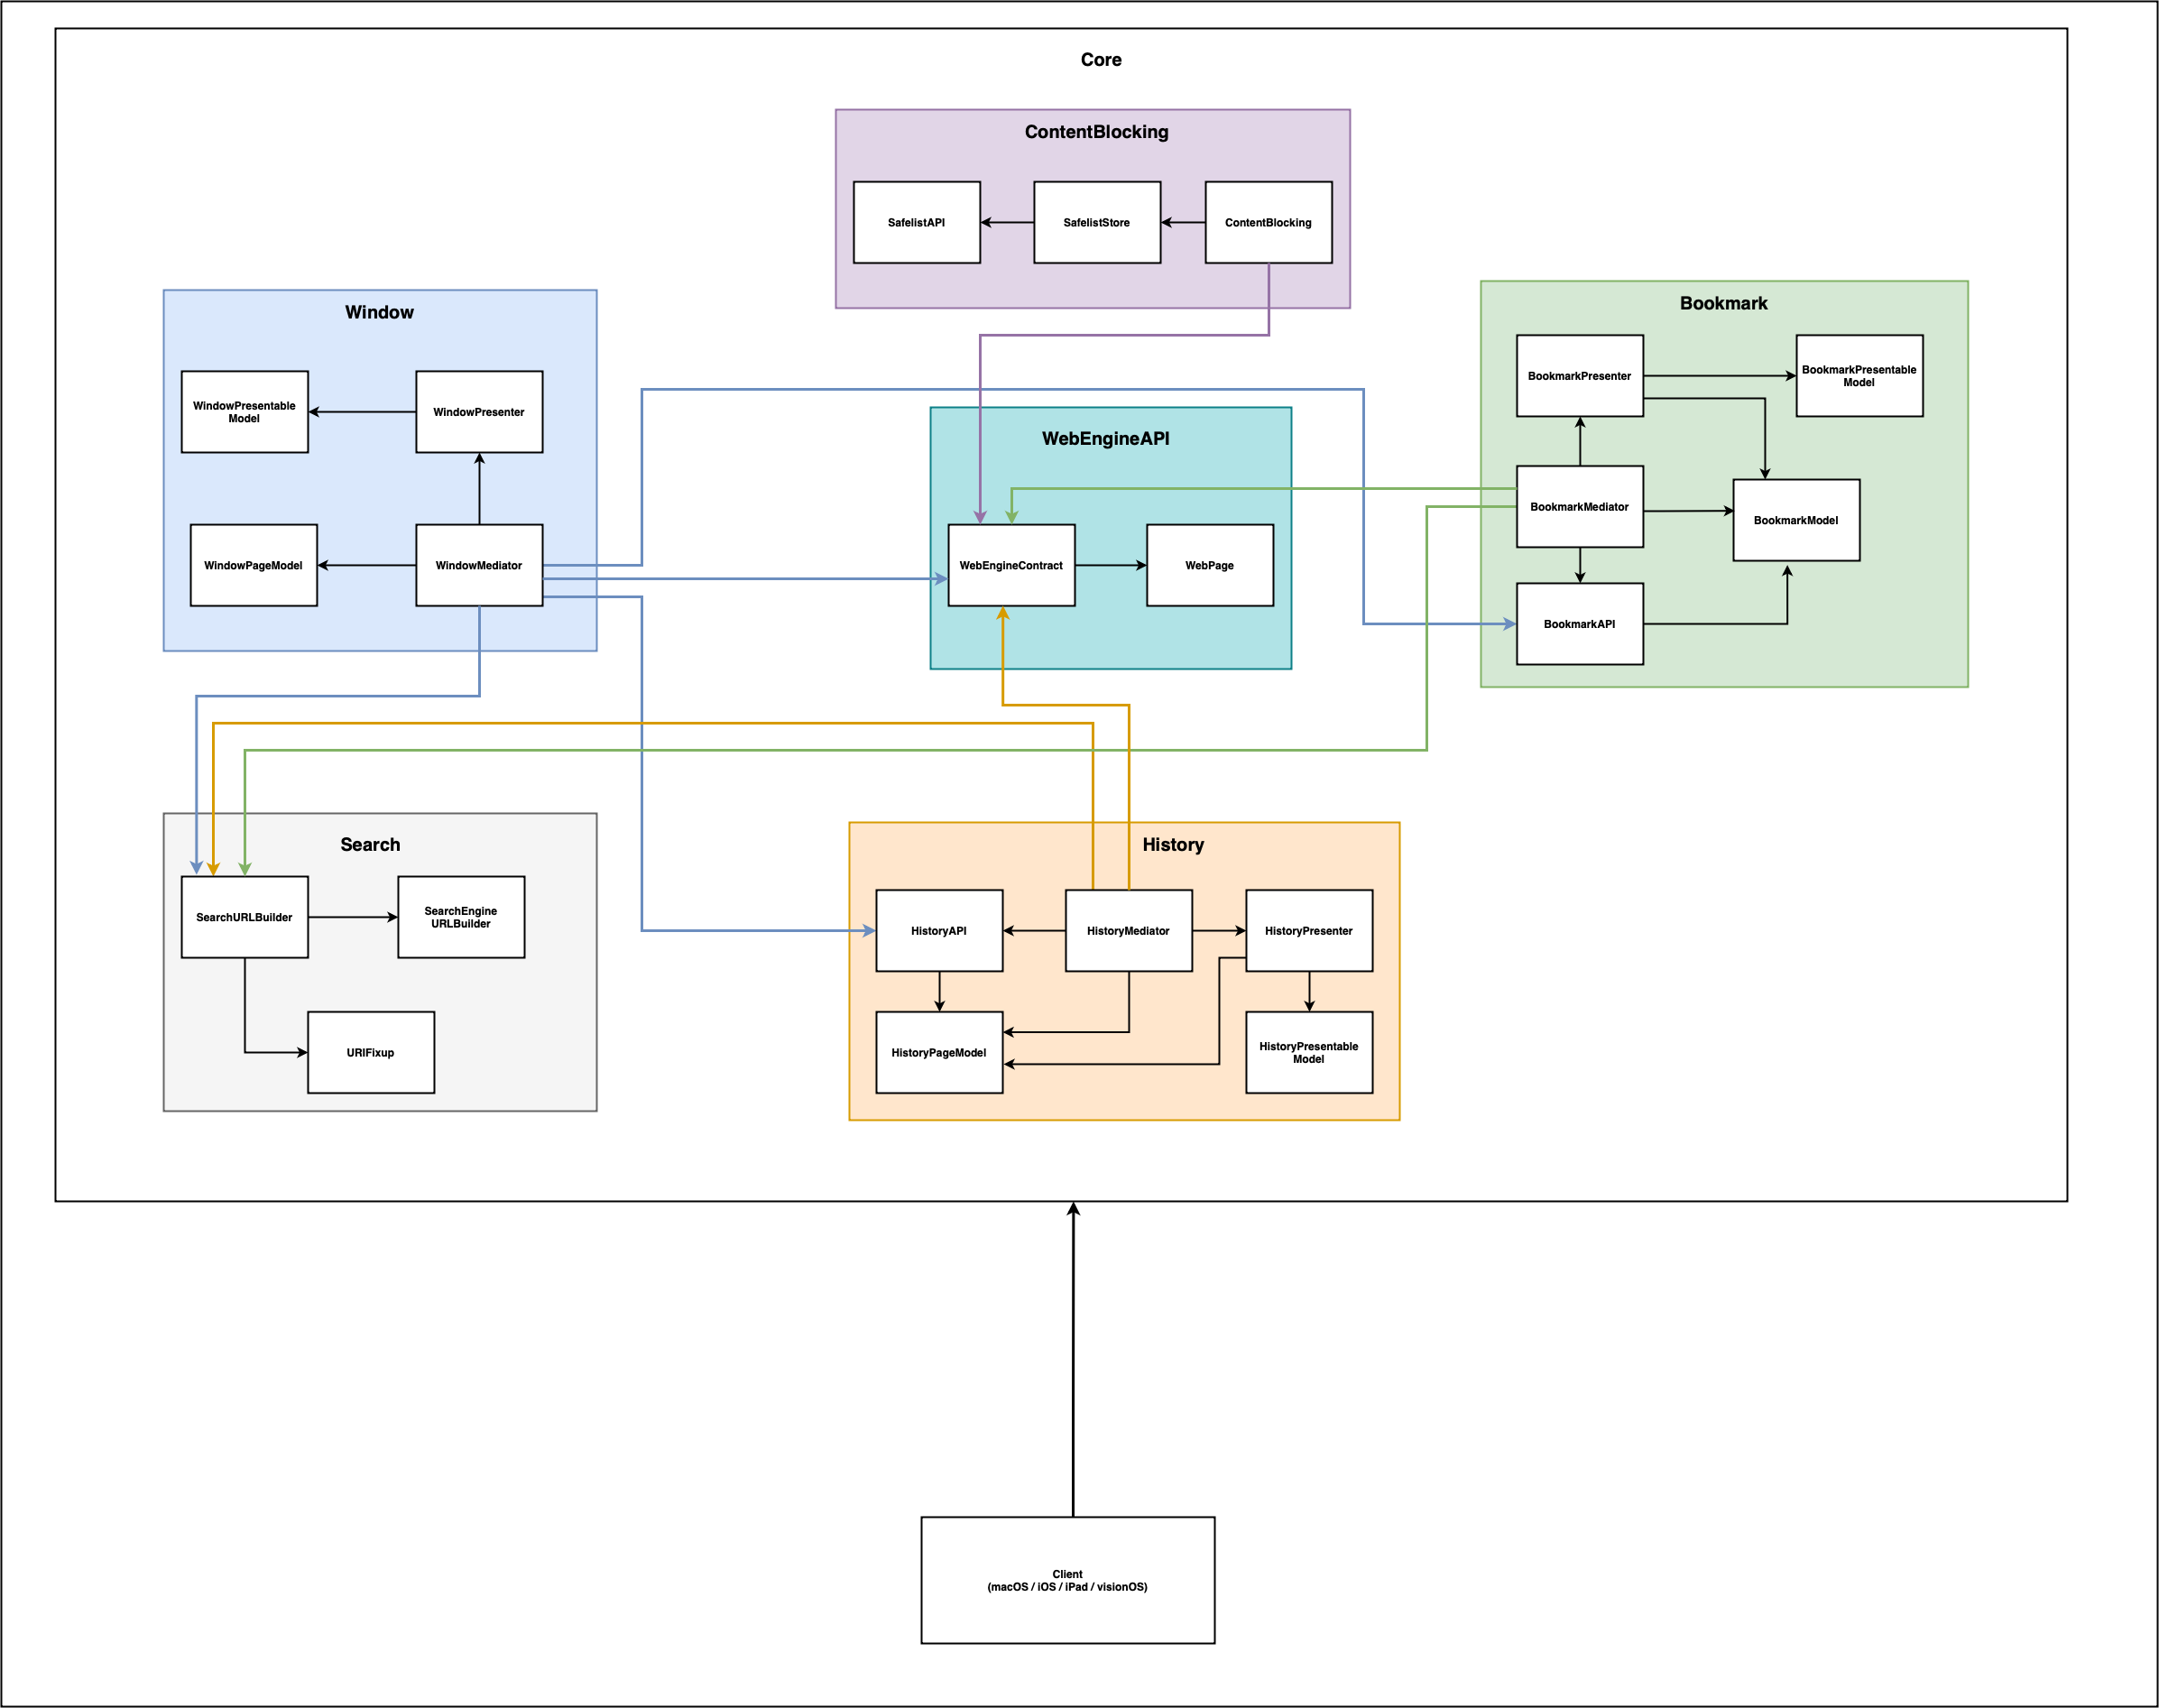 Core
ContentBlocking
SafelistAPI
SafelistStore
ContentBlocking
Window
WindowPresentable
Model
WindowPresenter
WindowPageModel
WindowMediator
WebEngineAPI
WebEngineContract
WebPage
Bookmark
BookmarkPresenter
BookmarkPresentable
Model
BookmarkMediator
BookmarkModel
BookmarkAPI
Search
SearchURLBuilder
SearchEngine
URLBuilder
URIFixup
History
HistoryAPI
HistoryMediator
HistoryPresenter
HistoryPageModel
HistoryPresentable
Model
Client
(macOS / iOS / iPad / visionOS)